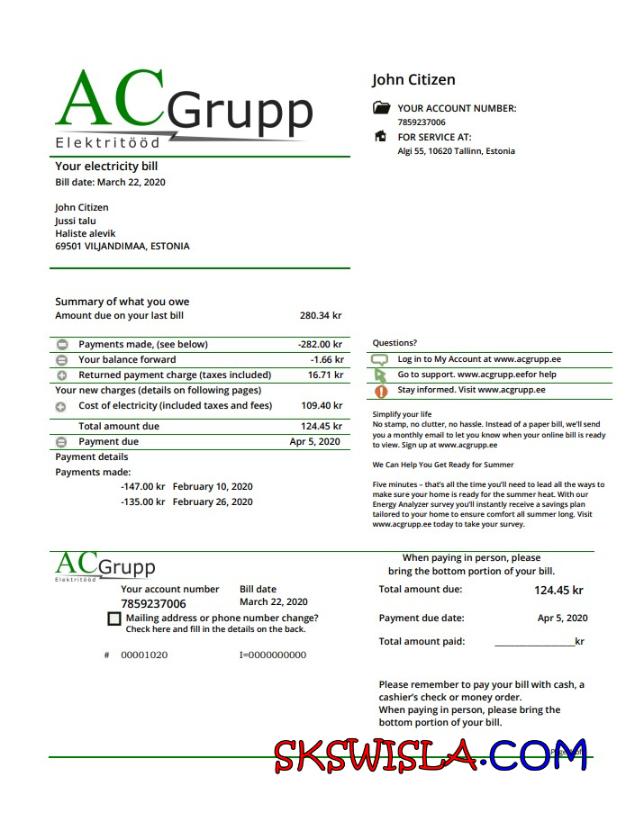 AC Grupp
Elektritööd
John Citizen
YOUR ACCOUNT NUMBER:
7859237006
FOR SERVICE AT:
Algi 55, 10620 Tallinn, Estonia
Your electricity bill
Bill date: March 22, 2020
John Citizen
Jussi talu
Haliste alevik
69501 VILJANDIMAA, ESTONIA
Summary of what you owe
Amount due on your last bill 280.34 kr
Payments made, (see below) -282.00 kr
Your balance forward -1.66 kr
Returned payment charge (taxes included) 16.71 kr
Your new charges (details on following pages)
Cost of electricity (included taxes and fees) 109.40 kr
Total amount due 124.45 kr
Payment due Apr 5, 2020
Payment details
Payments made:
-147.00 kr February 10, 2020
-135.00 kr February 26, 2020
Questions?
Log in to My Account at www.acgrupp.ee
Go to support. www.acgrupp.eefor help
Stay informed. Visit www.acgrupp.ee
Simplify your life
No stamp, no clutter, no hassle. Instead of a paper bill, we'll send
you a monthly email to let you know when your online bill is ready
to view. Sign up at www.acgrupp.ee
We Can Help You Get Ready for Summer
Five minutes – that's all the time you'll need to lead all the ways to
make sure your home is ready for the summer heat. With our
Energy Analyzer survey you'll instantly receive a savings plan
tailored to your home to ensure comfort all summer long. Visit
www.acgrupp.ee today to take your survey.
AC Grupp
Elektritööd
Your account number Bill date
7859237006 March 22, 2020
Mailing address or phone number change?
Check here and fill in the details on the back.
# 00001020 I=0000000000
When paying in person, please
bring the bottom portion of your bill.
Total amount due: 124.45 kr
Payment due date: Apr 5, 2020
Total amount paid: __________________kr
Please remember to pay your bill with cash, a
cashier's check or money order.
When paying in person, please bring the
bottom portion of your bill.
SKSWISLA.COM